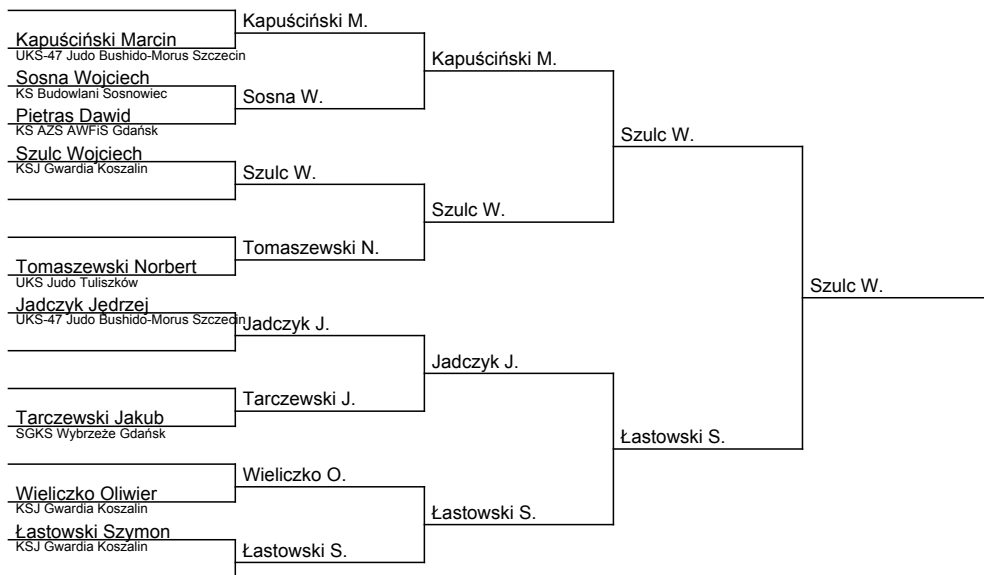 Kapuściński Marcin
UKS-47 Judo Bushido-Morus Szczecin
Sosna Wojciech
KS Budowlani Sosnowiec
Pietras Dawid
KS AZS AWFiS Gdańsk
Szulc Wojciech
KSJ Gwardia Koszalin
Tomaszewski Norbert
UKS Judo Tuliszków
Jadczyk Jędrzej
UKS-47 Judo Bushido-Morus Szczecin
Tarczewski Jakub
SGKS Wybrzeże Gdańsk
Wieliczko Oliwier
KSJ Gwardia Koszalin
Łastowski Szymon
KSJ Gwardia Koszalin
Kapuściński M.
Sosna W.
Szulc W.
Tomaszewski N.
Jadczyk J.
Tarczewski J.
Wieliczko O.
Łastowski S.
Kapuściński M.
Szulc W.
Jadczyk J.
Łastowski S.
Szulc W.
Łastowski S.
Szulc W.